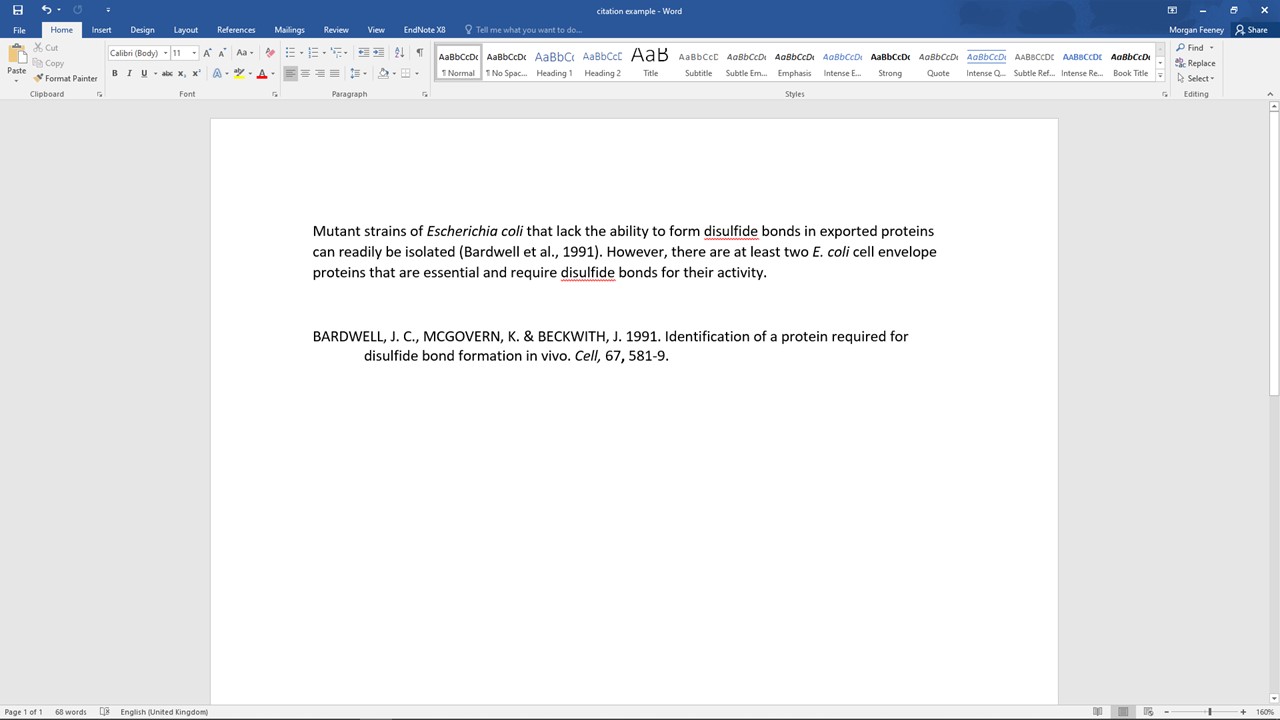 citation example - Word
Morgan Feeney Share
File Home Insert Design Layout References Mailings Review View EndNote X8 Tell me what you want to do...
Paste
Cut
Copy
Format Painter
Calibri (Body) 11
AaBbCcDc AaBbCcDc AaBbCc AaBbCcD AaB AaBbCcD AaBbCcDc AaBbCcDc AaBbCcDc AaBbCcDc AaBbCcDc AaBbCcDc AaBbCcDc AaBbCcDc AaBbCcDc
¶ Normal ¶ No Spac... Heading 1 Heading 2 Title Subtitle Subtle Em... Emphasis Intense E... Strong Quote Intense Q... Subtle Ref... Intense Re... Book Title
Find
Replace
Select
Clipboard Font Paragraph Styles Editing
Mutant strains of Escherichia coli that lack the ability to form disulfide bonds in exported proteins
can readily be isolated (Bardwell et al., 1991). However, there are at least two E. coli cell envelope
proteins that are essential and require disulfide bonds for their activity.
BARDWELL, J. C., MCGOVERN, K. & BECKWITH, J. 1991. Identification of a protein required for
disulfide bond formation in vivo. Cell, 67, 581-9.
Page 1 of 1 68 words English (United Kingdom) 160%